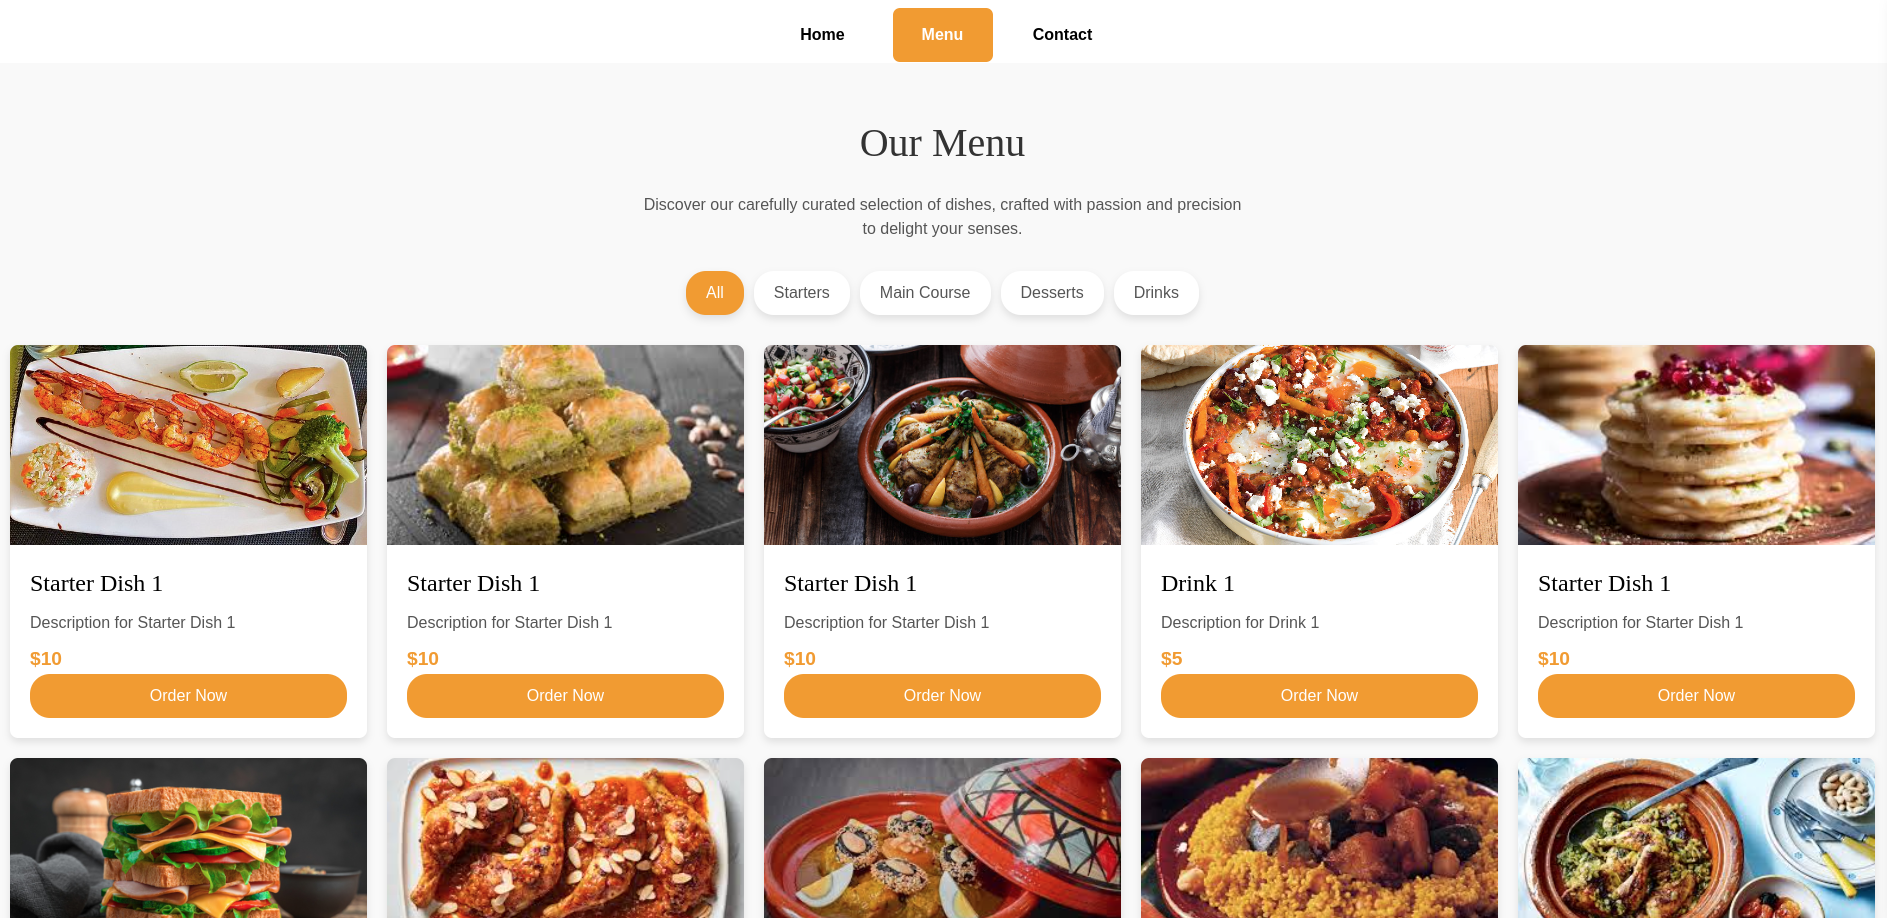 Home
Menu
Contact
Our Menu
Discover our carefully curated selection of dishes, crafted with passion and precision
to delight your senses.
All
Starters
Main Course
Desserts
Drinks
Starter Dish 1
Description for Starter Dish 1
$10
Order Now
Starter Dish 1
Description for Starter Dish 1
$10
Order Now
Starter Dish 1
Description for Starter Dish 1
$10
Order Now
Drink 1
Description for Drink 1
$5
Order Now
Starter Dish 1
Description for Starter Dish 1
$10
Order Now